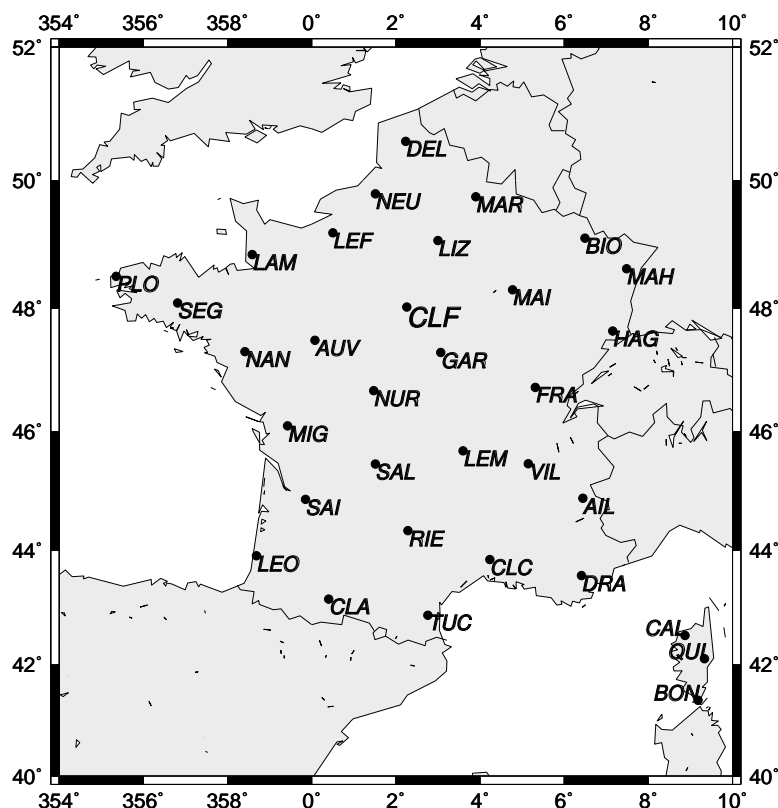 354° 356° 358° 0° 2° 4° 6° 8° 10°
52° 52°
DEL
50° 50°
NEU MAR
LEF LIZ BIO
LAM MAH
PLO MAI
SEG
48° CLF 48°
HAG
NAN AUV GAR
NUR FRA
46° MIG 46°
SAL LEM VIL
SAI AIL
RIE
44° 44°
LEO CLC
DRA
CLA TUC
CAL
42° QUI 42°
BON
40° 40°
354° 356° 358° 0° 2° 4° 6° 8° 10°